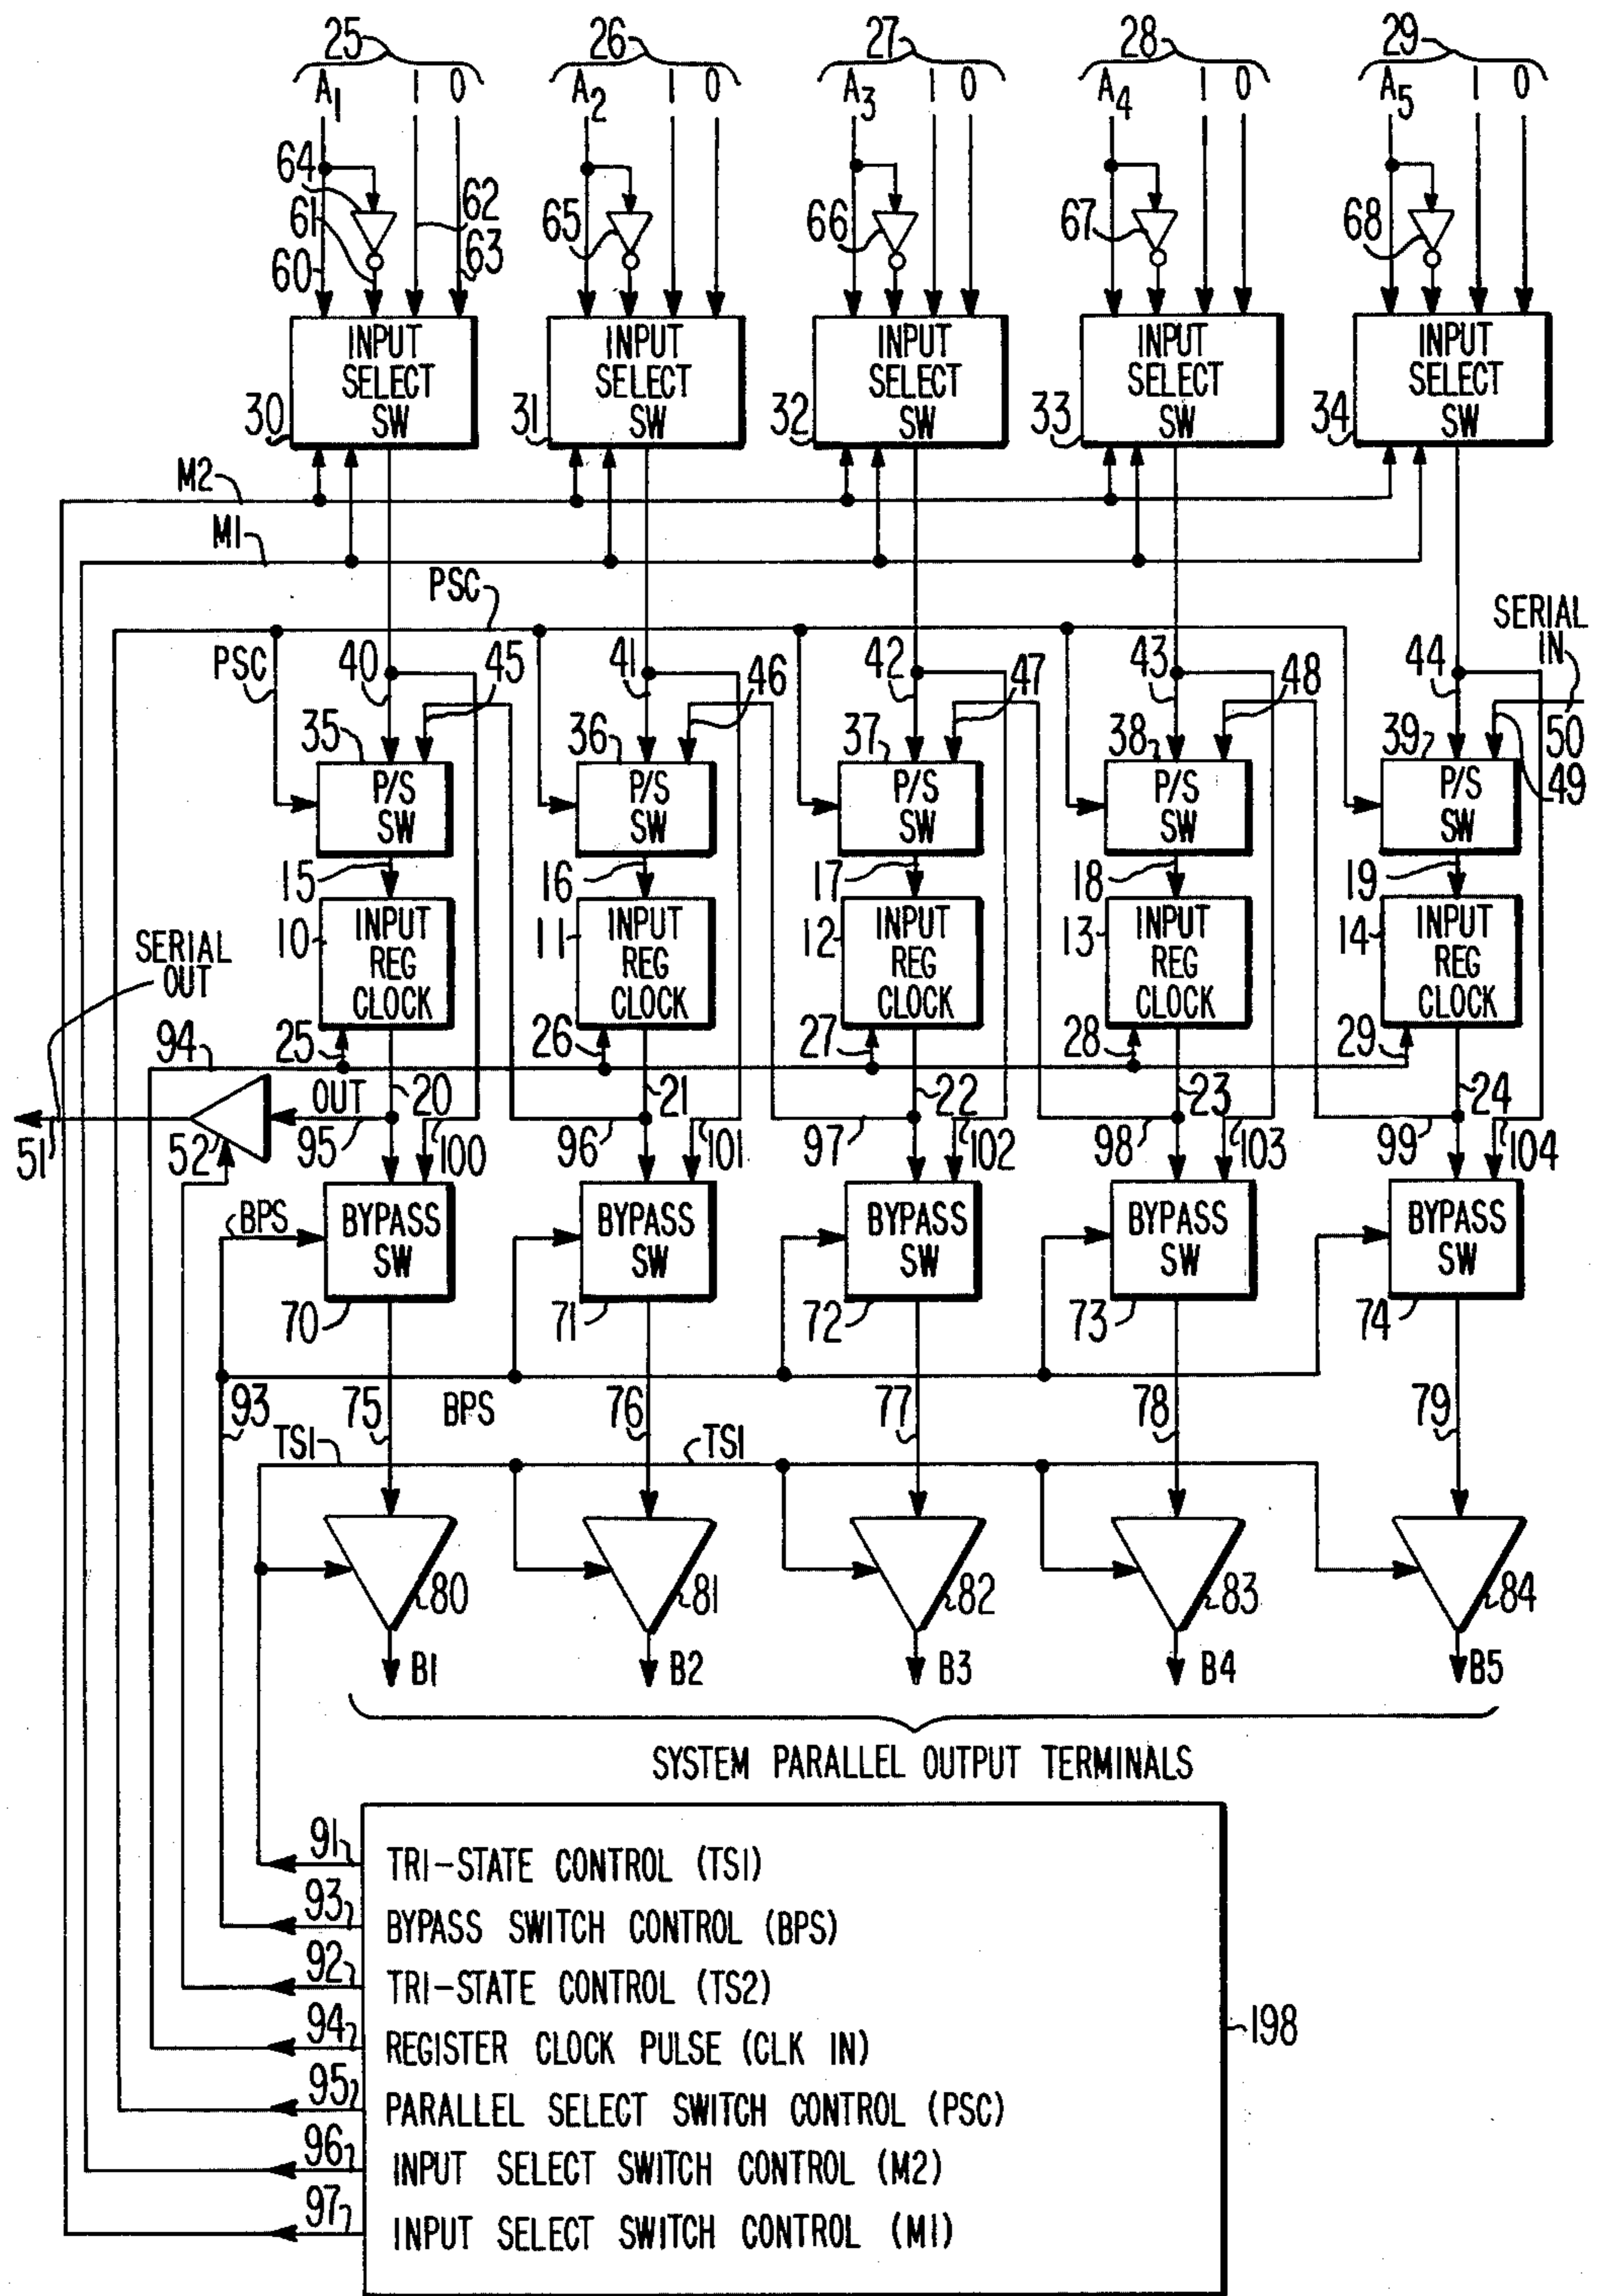 25 26 27 28 29
A1 1 0 A2 1 0 A3 1 0 A4 1 0 A5 1 0
64 61 60 62 63 65 66 67 68
INPUT SELECT SW INPUT SELECT SW INPUT SELECT SW INPUT SELECT SW INPUT SELECT SW
30 31 32 33 34
M2
M1
PSC
SERIAL IN
PSC 40 45 41 46 42 47 43 48 44 50
35 36 37 38 39 49
P/S SW P/S SW P/S SW P/S SW P/S SW
15 16 17 18 19
10 11 12 13 14
INPUT REG CLOCK INPUT REG CLOCK INPUT REG CLOCK INPUT REG CLOCK INPUT REG CLOCK
SERIAL OUT
94 25 26 27 28 29
OUT 20 21 22 23 24
51 52 95 100 96 101 97 102 98 103 99 104
BPS
BYPASS SW BYPASS SW BYPASS SW BYPASS SW BYPASS SW
70 71 72 73 74
93 75 BPS 76 77 78 79
TS1 TS1
80 81 82 83 84
B1 B2 B3 B4 B5
SYSTEM PARALLEL OUTPUT TERMINALS
91 TRI-STATE CONTROL (TS1)
93 BYPASS SWITCH CONTROL (BPS)
92 TRI-STATE CONTROL (TS2)
94 REGISTER CLOCK PULSE (CLK IN)
198
95 PARALLEL SELECT SWITCH CONTROL (PSC)
96 INPUT SELECT SWITCH CONTROL (M2)
97 INPUT SELECT SWITCH CONTROL (M1)